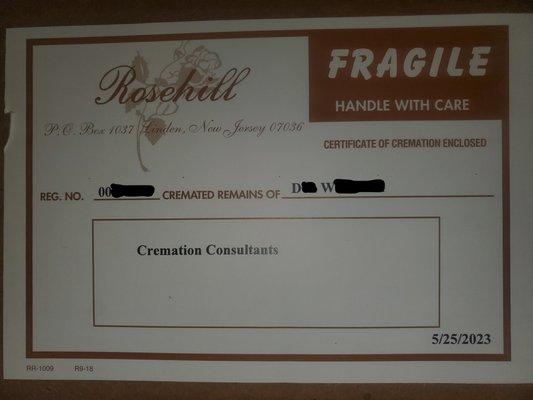 Rosehill
P.O. Box 1037 Linden, New Jersey 07036
FRAGILE
HANDLE WITH CARE
CERTIFICATE OF CREMATION ENCLOSED
REG. NO. 00 CREMATED REMAINS OF D W
Cremation Consultants
5/25/2023
RR-1009 R9-18